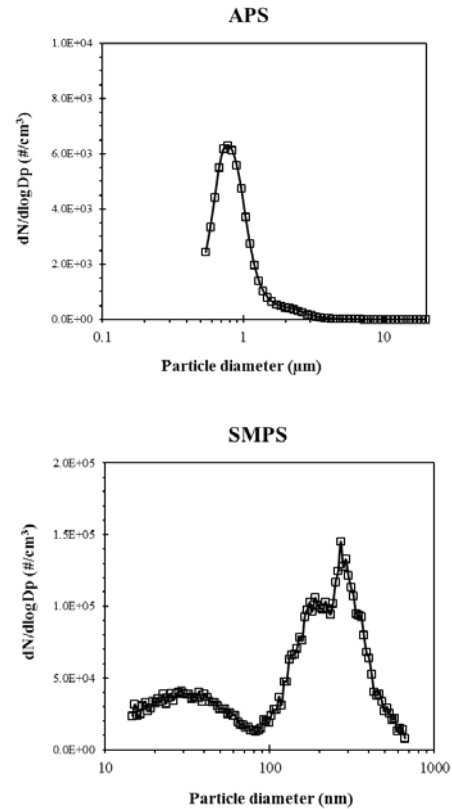 APS
1.0E+04
8.0E+03
6.0E+03
4.0E+03
2.0E+03
0.0E+00
dN/dlogDp (#/cm³)
0.1
1
10
Particle diameter (µm)
SMPS
2.0E+05
1.5E+05
1.0E+05
5.0E+04
0.0E+00
dN/dlogDp (#/cm³)
10
100
1000
Particle diameter (nm)